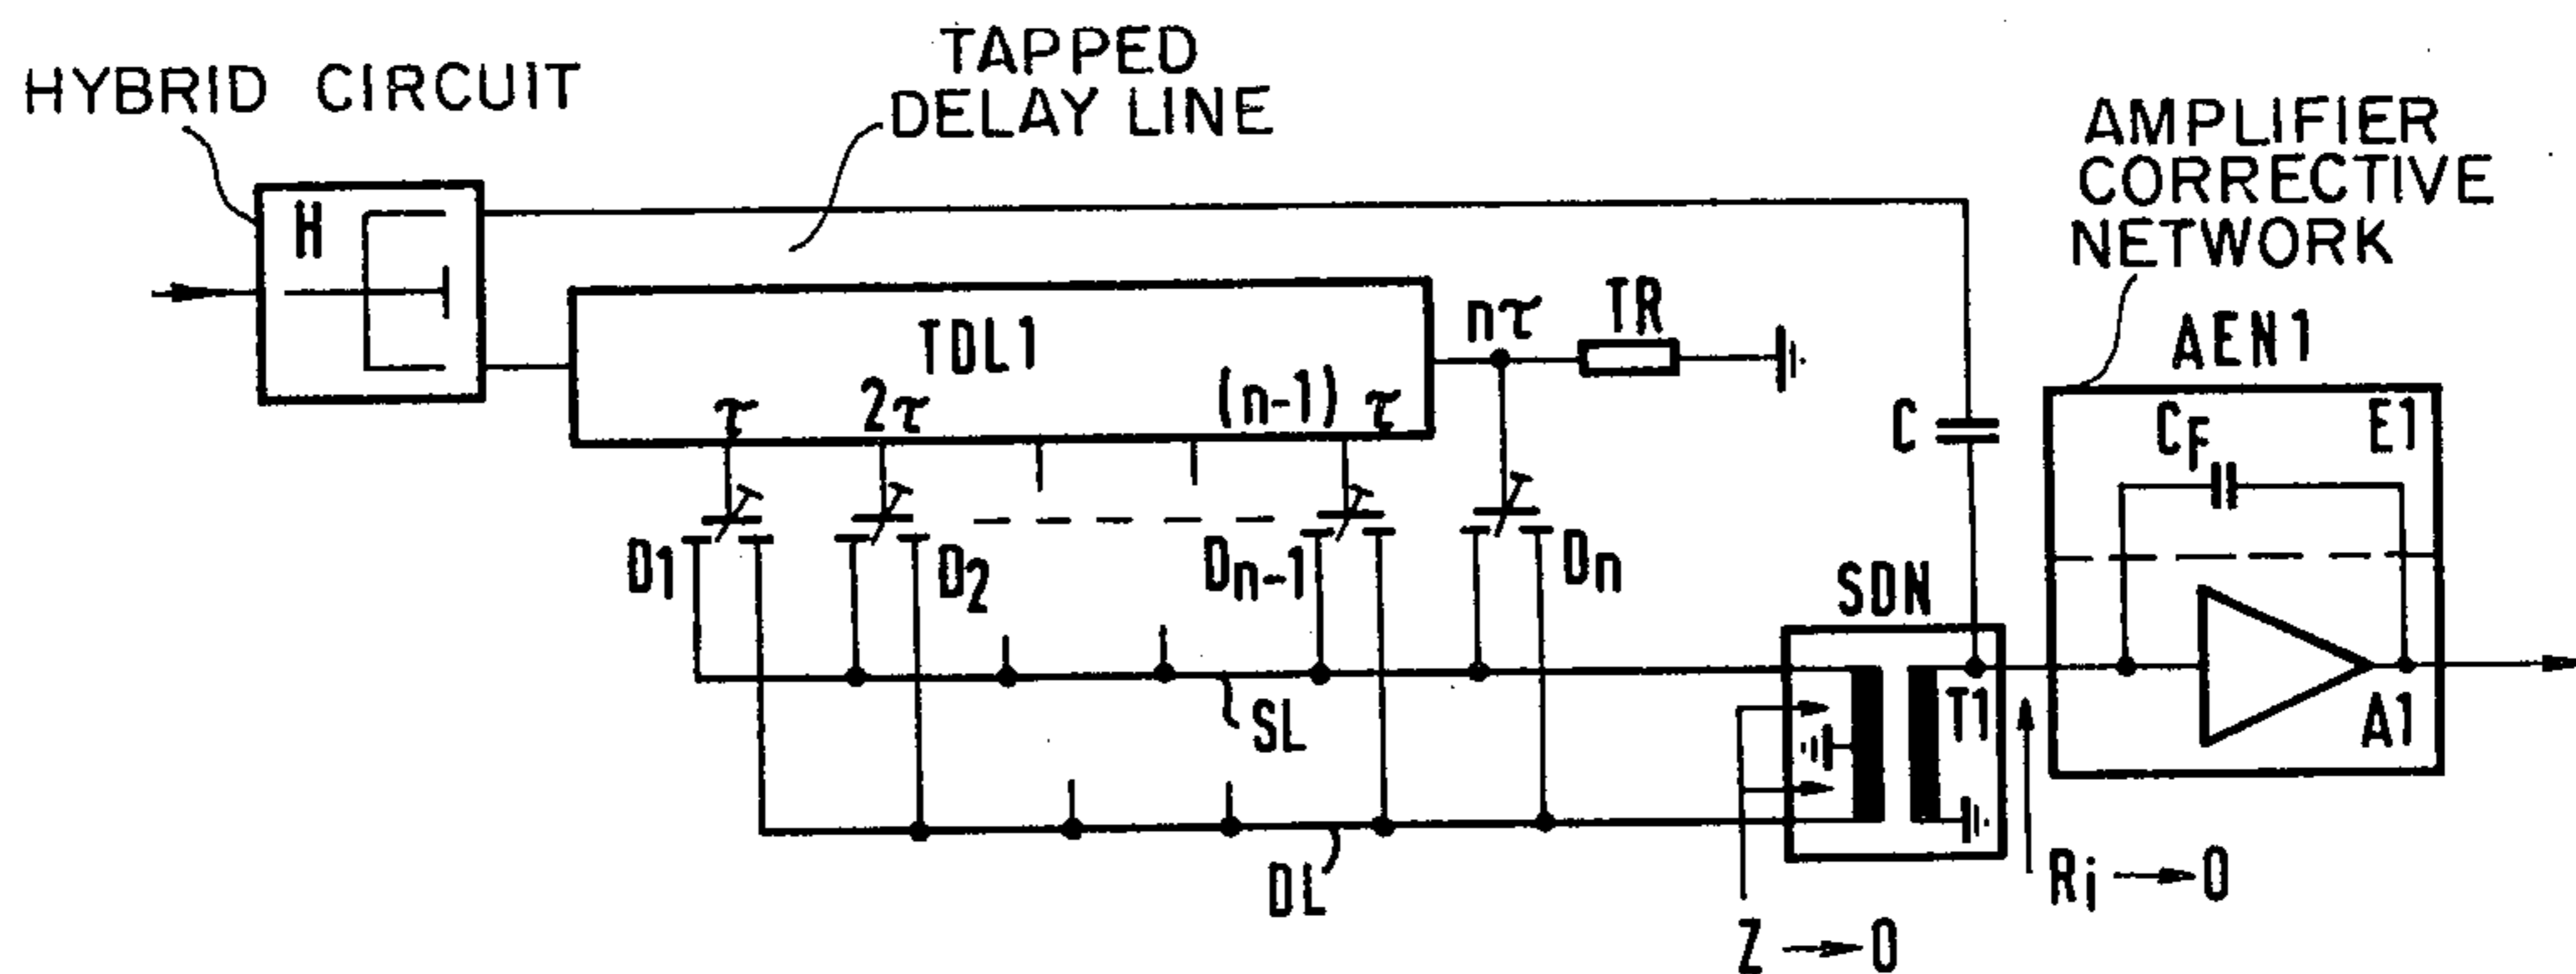 HYBRID CIRCUIT
TAPPED
DELAY LINE
AMPLIFIER
CORRECTIVE
NETWORK
H
TDL1
τ
2τ
(n-1) τ
nτ
TR
C
AEN1
CF
E1
D1
D2
Dn-1
Dn
SDN
T1
A1
SL
DL
Z → 0
Ri → 0